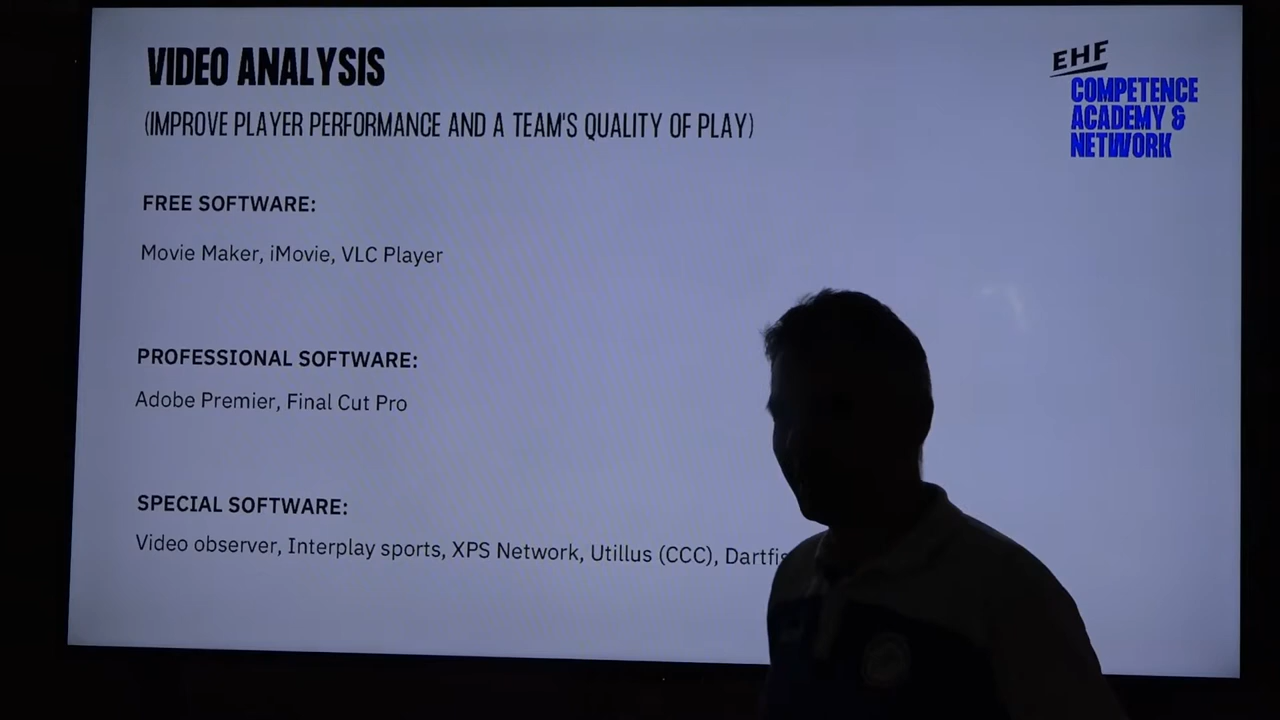 VIDEO ANALYSIS
(IMPROVE PLAYER PERFORMANCE AND A TEAM'S QUALITY OF PLAY)
EHF
COMPETENCE
ACADEMY &
NETWORK
FREE SOFTWARE:
Movie Maker, iMovie, VLC Player
PROFESSIONAL SOFTWARE:
Adobe Premier, Final Cut Pro
SPECIAL SOFTWARE:
Video observer, Interplay sports, XPS Network, Utillus (CCC),